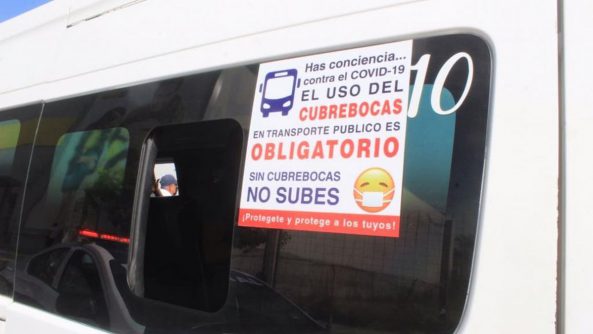 Has conciencia...
contra el COVID-19
EL USO DEL
CUBREBOCAS
EN TRANSPORTE PUBLICO ES
OBLIGATORIO
SIN CUBREBOCAS
NO SUBES
¡Protegete y protege a los tuyos!
10